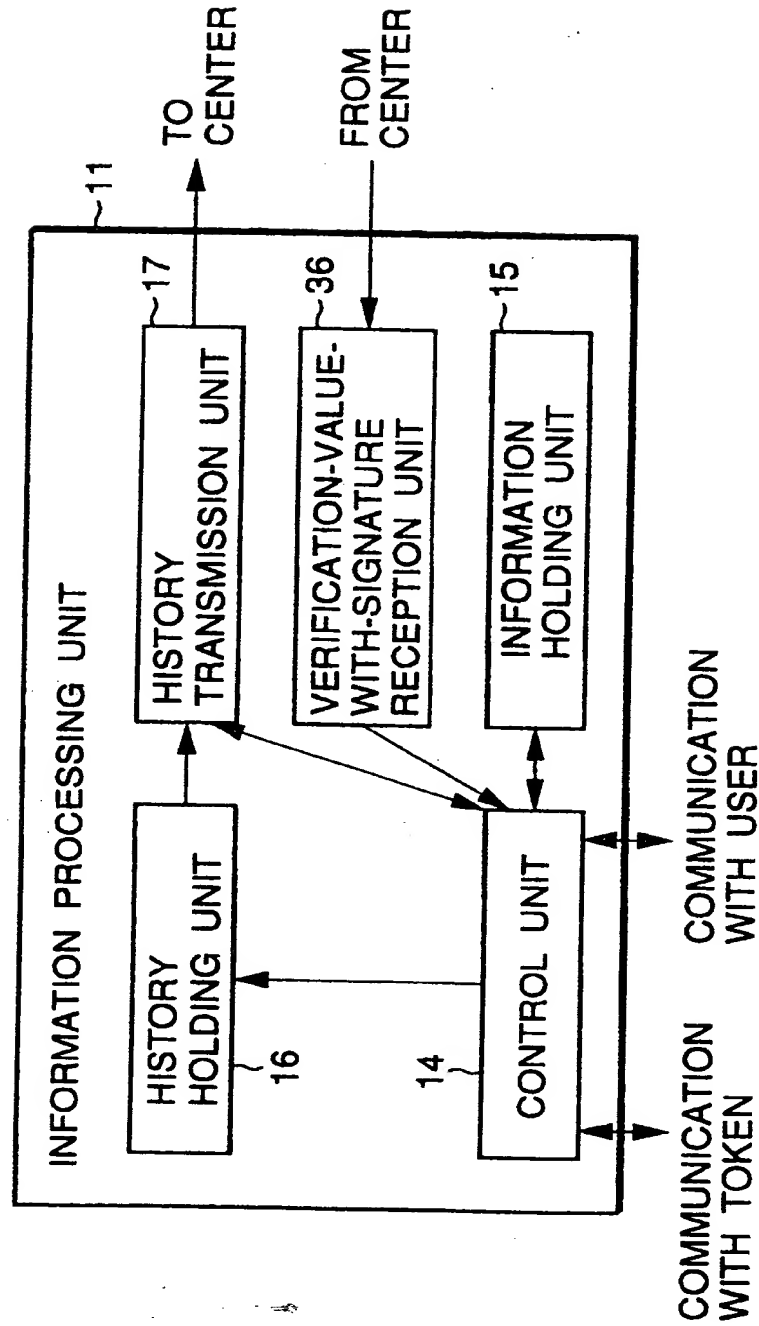 INFORMATION PROCESSING UNIT
11
HISTORY
HOLDING UNIT
16
HISTORY
TRANSMISSION UNIT
17
TO
CENTER
VERIFICATION-VALUE-
WITH-SIGNATURE
RECEPTION UNIT
36
FROM
CENTER
CONTROL UNIT
14
INFORMATION
HOLDING UNIT
15
COMMUNICATION
WITH TOKEN
COMMUNICATION
WITH USER